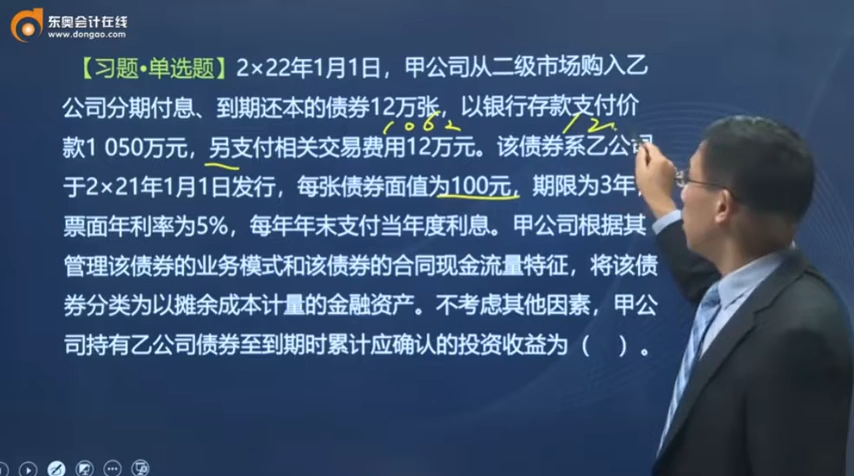 东奥会计在线
www.dongao.com
【习题•单选题】2×22年1月1日，甲公司从二级市场购入乙
公司分期付息、到期还本的债券12万张，以银行存款支付价
1062 12
款1 050万元，另支付相关交易费用12万元。该债券系乙公司
于2×21年1月1日发行，每张债券面值为100元，期限为3年，
票面年利率为5%，每年年末支付当年度利息。甲公司根据其
管理该债券的业务模式和该债券的合同现金流量特征，将该债
券分类为以摊余成本计量的金融资产。不考虑其他因素，甲公
司持有乙公司债券至到期时累计应确认的投资收益为（ ）。